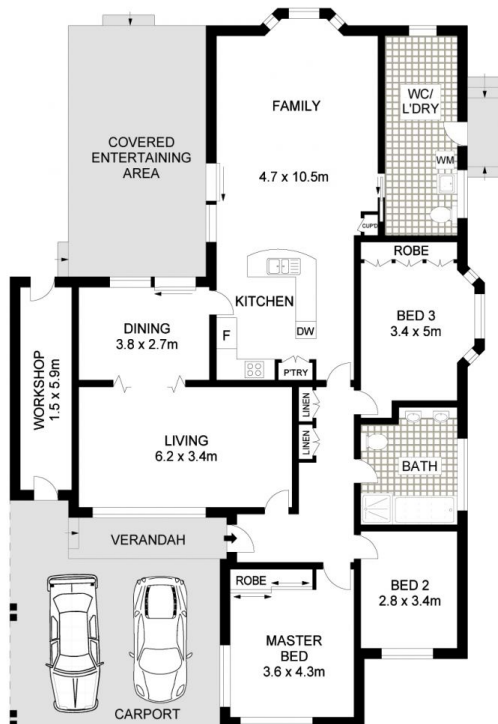 FAMILY
4.7 x 10.5m
WC/
L'DRY
WM
COVERED
ENTERTAINING
AREA
CUP'D
ROBE
KITCHEN
BED 3
3.4 x 5m
DINING
3.8 x 2.7m
F
DW
P'TRY
WORKSHOP
1.5 x 5.9m
LINEN
LINEN
LIVING
6.2 x 3.4m
BATH
VERANDAH
ROBE
BED 2
2.8 x 3.4m
MASTER
BED
3.6 x 4.3m
CARPORT